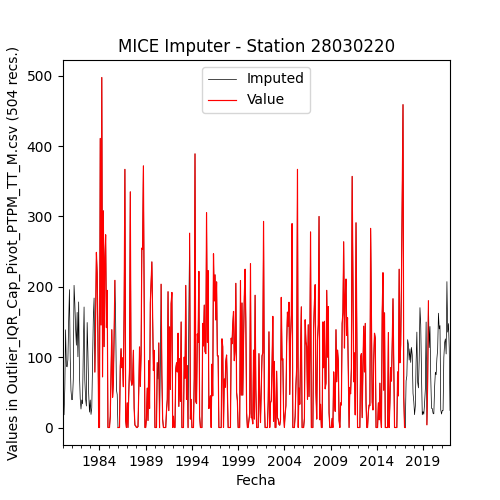 MICE Imputer - Station 28030220
Imputed
Value
Values in Outlier_IQR_Cap_Pivot_PTPM_TT_M.csv (504 recs.)
500
400
300
200
100
0
1984 1989 1994 1999 2004 2009 2014 2019
Fecha